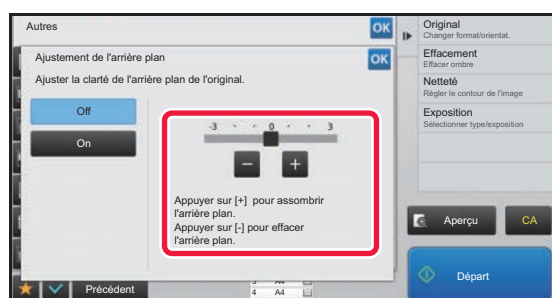 Autres
OK
Ajustement de l'arrière plan
OK
Ajuster la clarté de l'arrière plan de l'original.
Off
On
-3 0 3
- +
Appuyer sur [+] pour assombrir
l'arrière plan.
Appuyer sur [-] pour effacer
l'arrière plan.
Précédent
4 A4
Original
Changer format/orientat.
Effacement
Effacer ombre
Netteté
Régler le contour de l'image
Exposition
Sélectionner type/exposition
Aperçu
CA
Départ